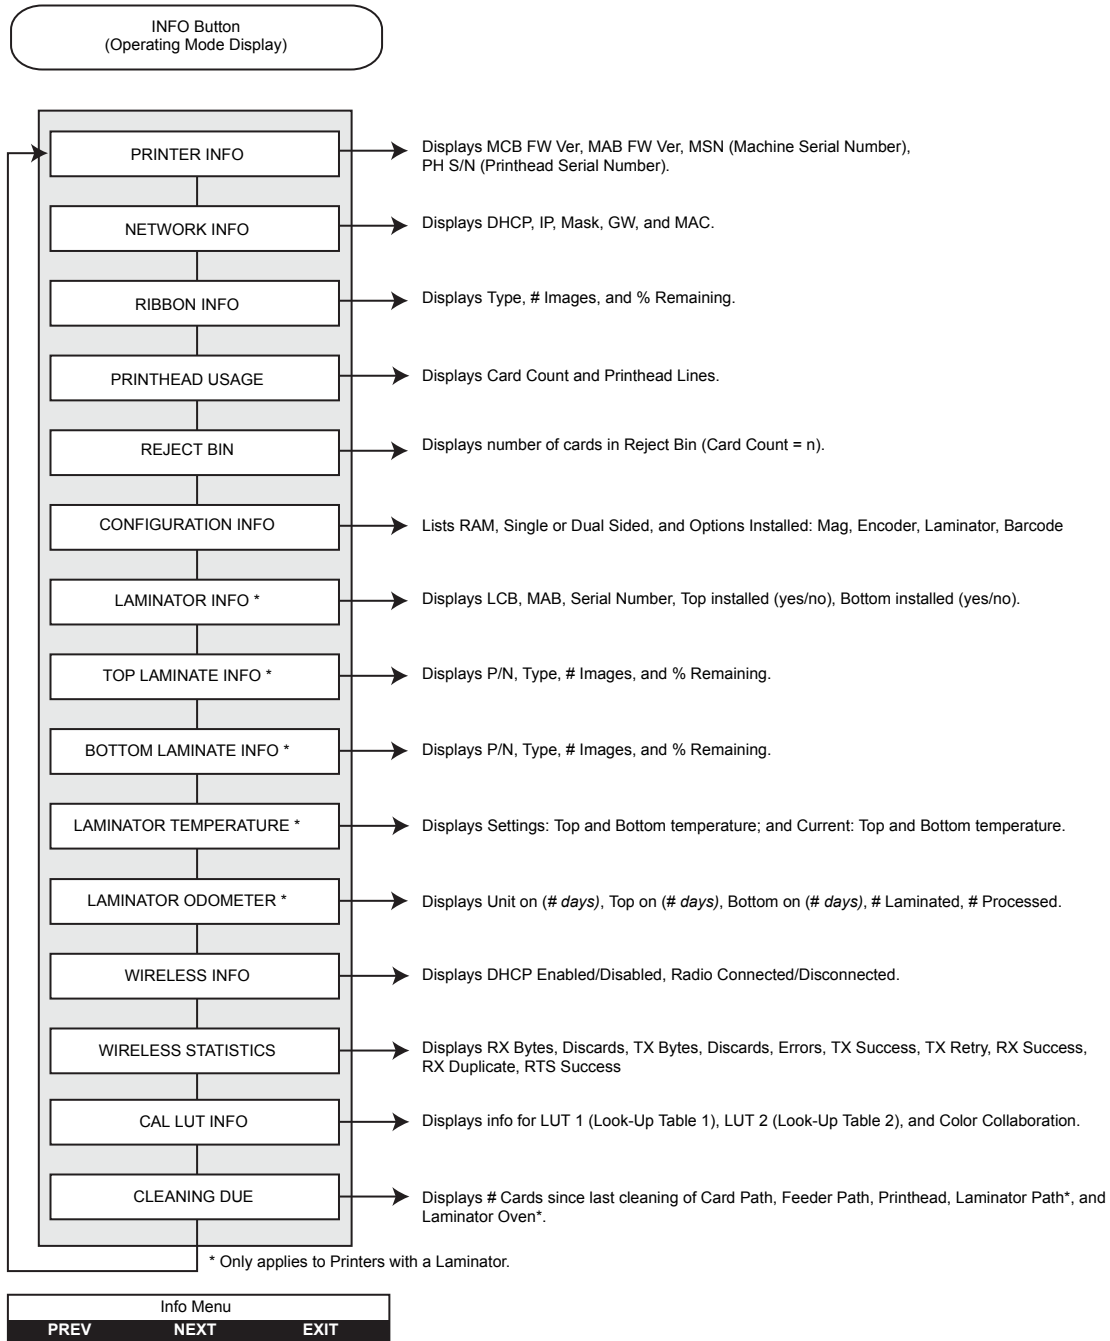 INFO Button
(Operating Mode Display)
PRINTER INFO
Displays MCB FW Ver, MAB FW Ver, MSN (Machine Serial Number),
PH S/N (Printhead Serial Number).
NETWORK INFO
Displays DHCP, IP, Mask, GW, and MAC.
RIBBON INFO
Displays Type, # Images, and % Remaining.
PRINTHEAD USAGE
Displays Card Count and Printhead Lines.
REJECT BIN
Displays number of cards in Reject Bin (Card Count = n).
CONFIGURATION INFO
Lists RAM, Single or Dual Sided, and Options Installed: Mag, Encoder, Laminator, Barcode
LAMINATOR INFO *
Displays LCB, MAB, Serial Number, Top installed (yes/no), Bottom installed (yes/no).
TOP LAMINATE INFO *
Displays P/N, Type, # Images, and % Remaining.
BOTTOM LAMINATE INFO *
Displays P/N, Type, # Images, and % Remaining.
LAMINATOR TEMPERATURE *
Displays Settings: Top and Bottom temperature; and Current: Top and Bottom temperature.
LAMINATOR ODOMETER *
Displays Unit on (# days), Top on (# days), Bottom on (# days), # Laminated, # Processed.
WIRELESS INFO
Displays DHCP Enabled/Disabled, Radio Connected/Disconnected.
WIRELESS STATISTICS
Displays RX Bytes, Discards, TX Bytes, Discards, Errors, TX Success, TX Retry, RX Success,
RX Duplicate, RTS Success
CAL LUT INFO
Displays info for LUT 1 (Look-Up Table 1), LUT 2 (Look-Up Table 2), and Color Collaboration.
CLEANING DUE
Displays # Cards since last cleaning of Card Path, Feeder Path, Printhead, Laminator Path*, and
Laminator Oven*.
* Only applies to Printers with a Laminator.
Info Menu
PREV NEXT EXIT